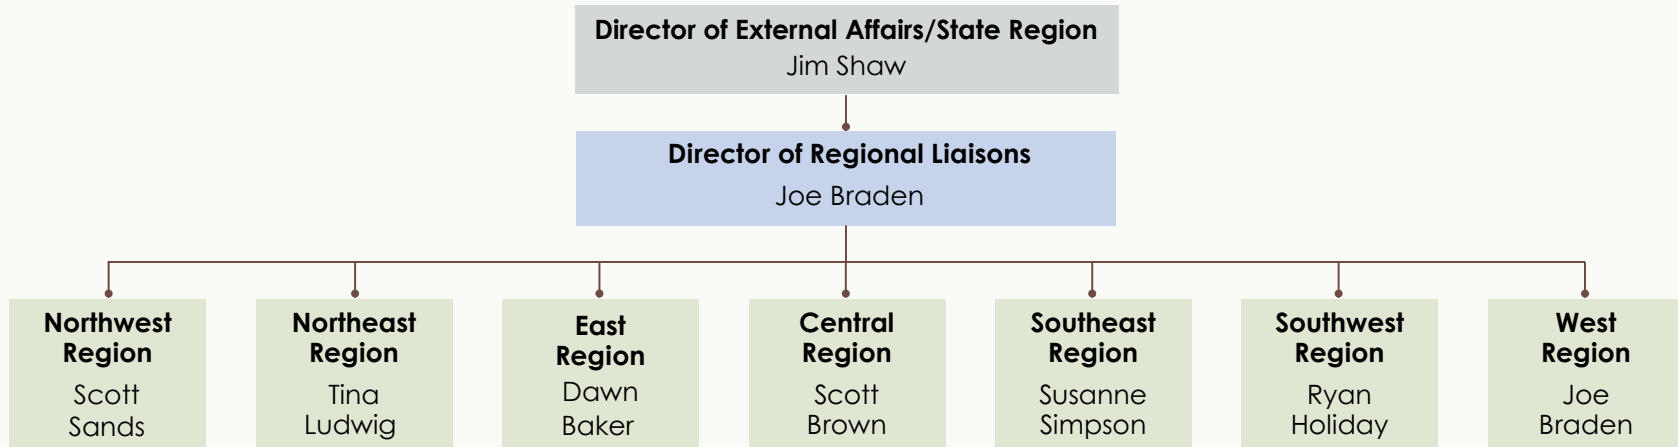 Director of External Affairs/State Region
Jim Shaw
Director of Regional Liaisons
Joe Braden
Northwest
Region
Scott
Sands
Northeast
Region
Tina
Ludwig
East
Region
Dawn
Baker
Central
Region
Scott
Brown
Southeast
Region
Susanne
Simpson
Southwest
Region
Ryan
Holiday
West
Region
Joe
Braden